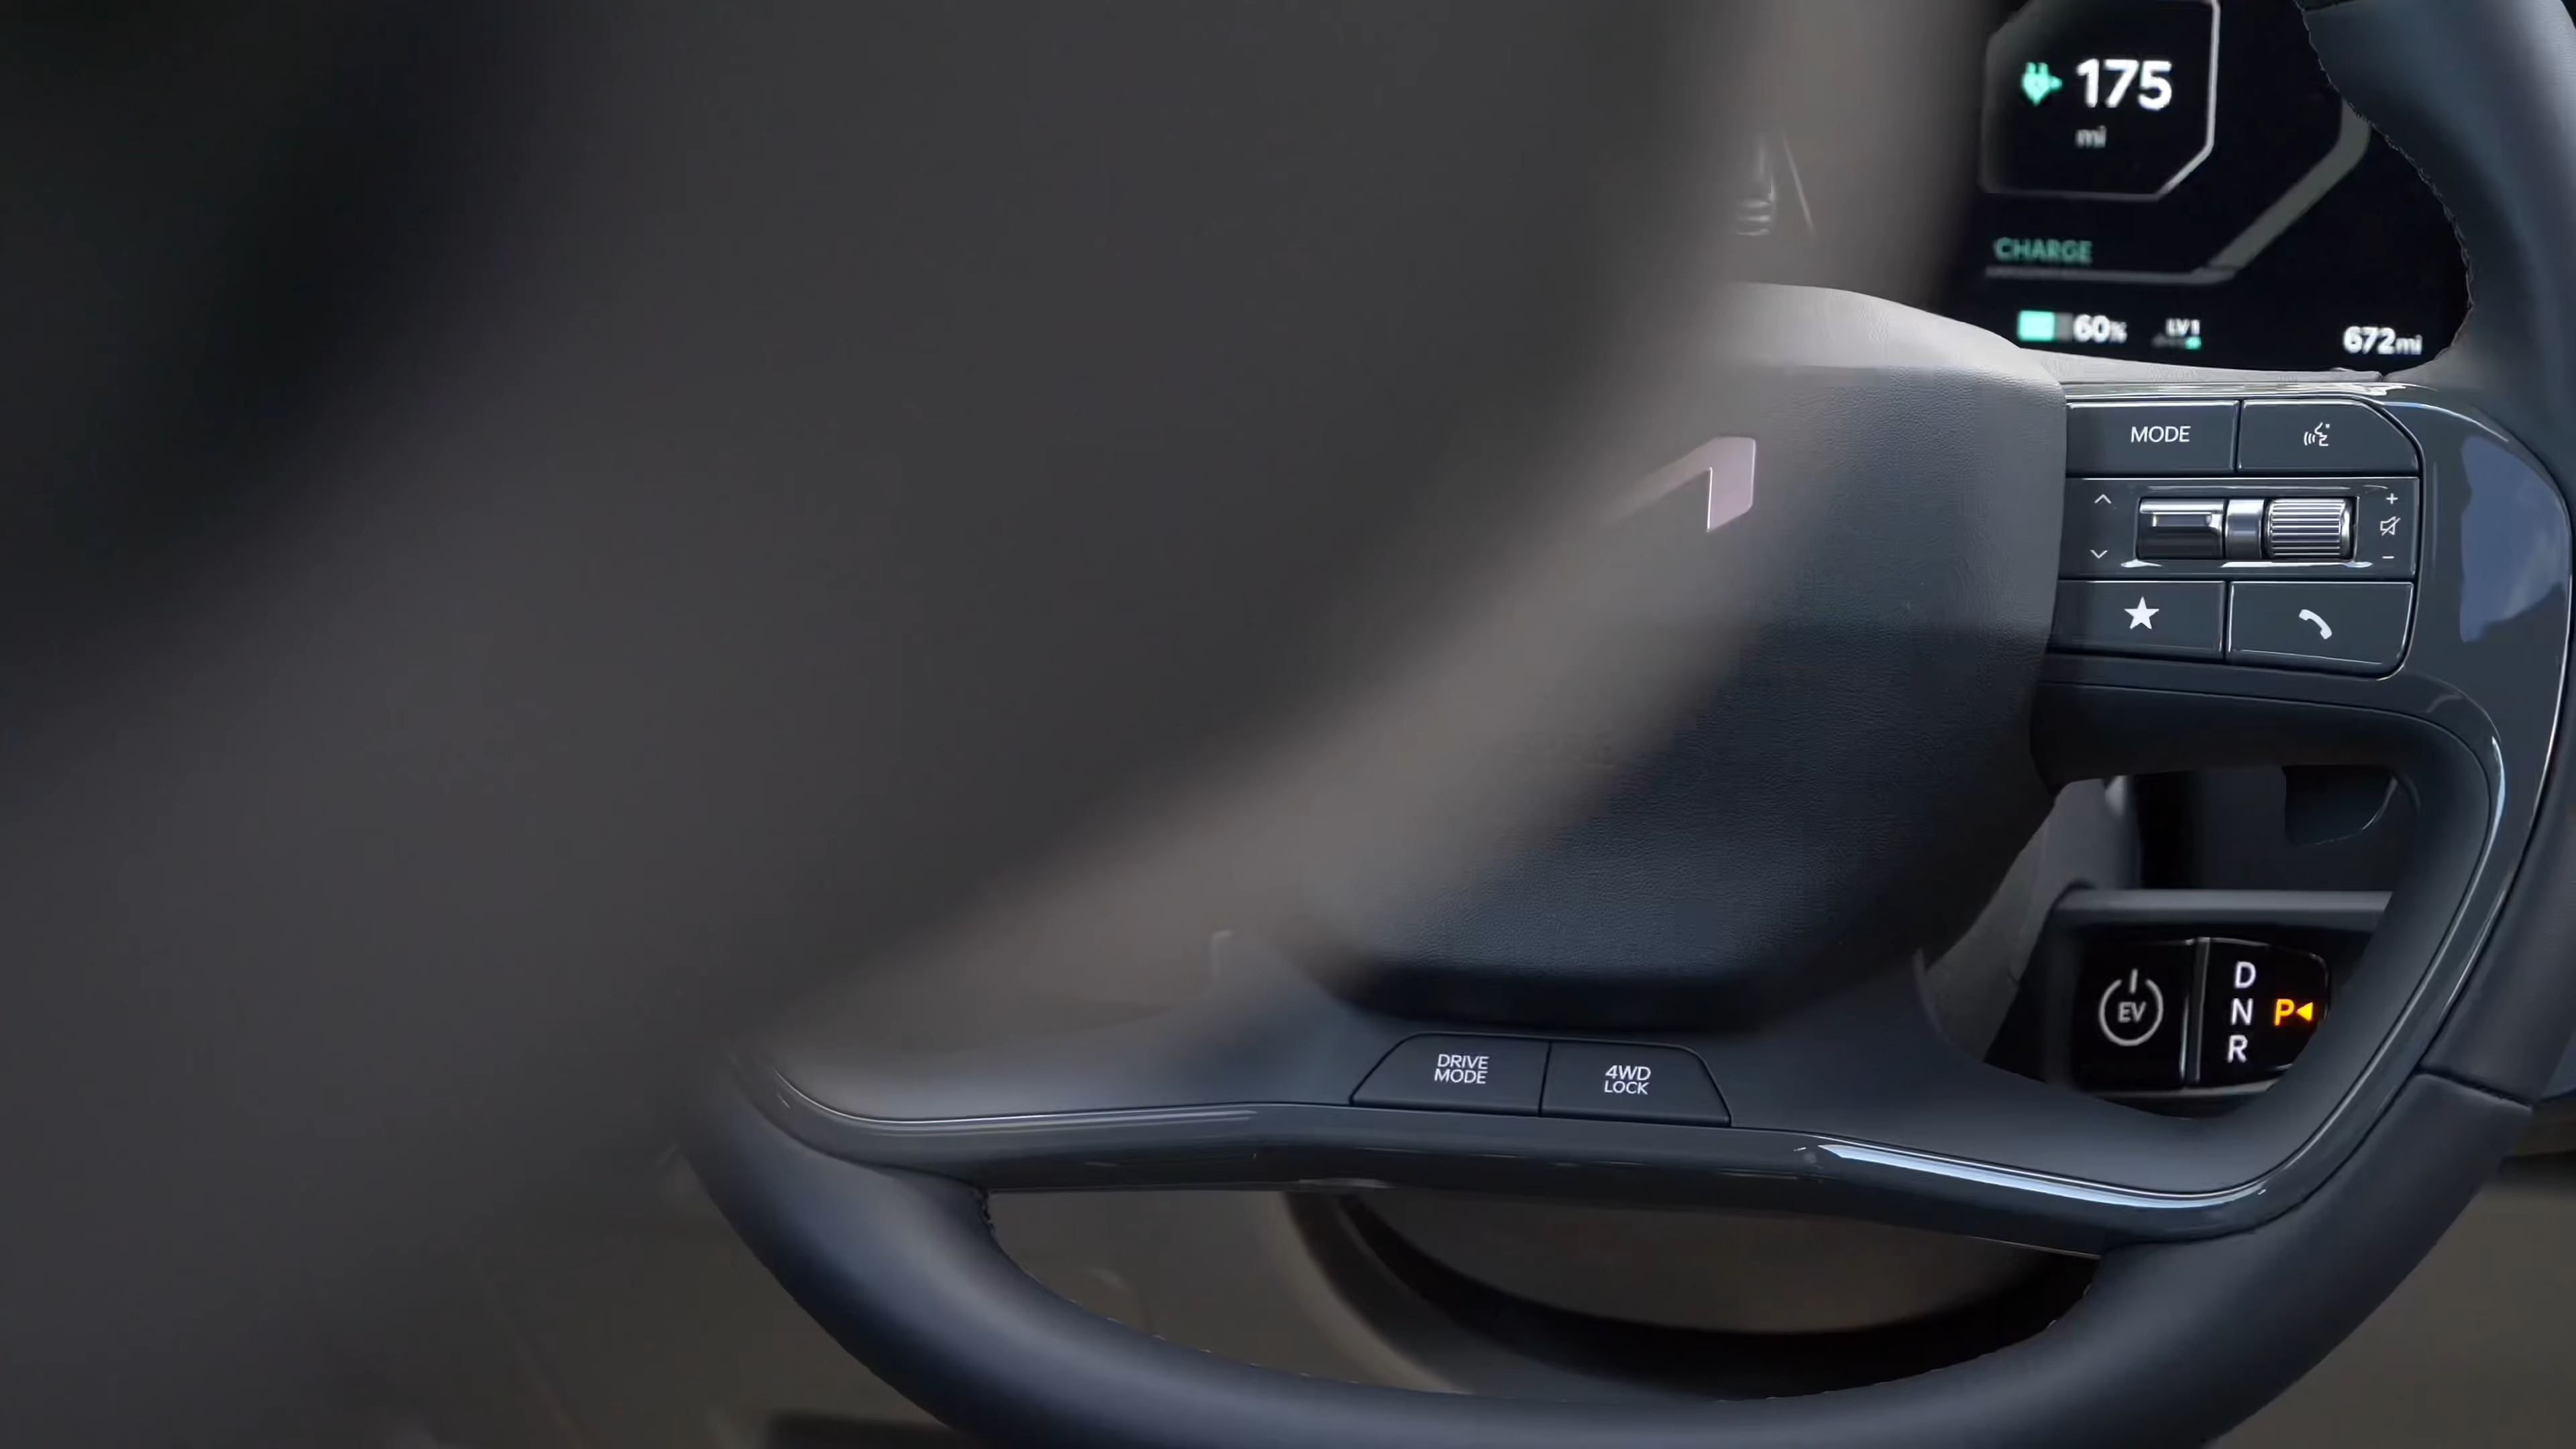 175
mi
CHARGE
60%
LV1
672mi
MODE
DRIVE
MODE
4WD
LOCK
EV
D
N
R
P